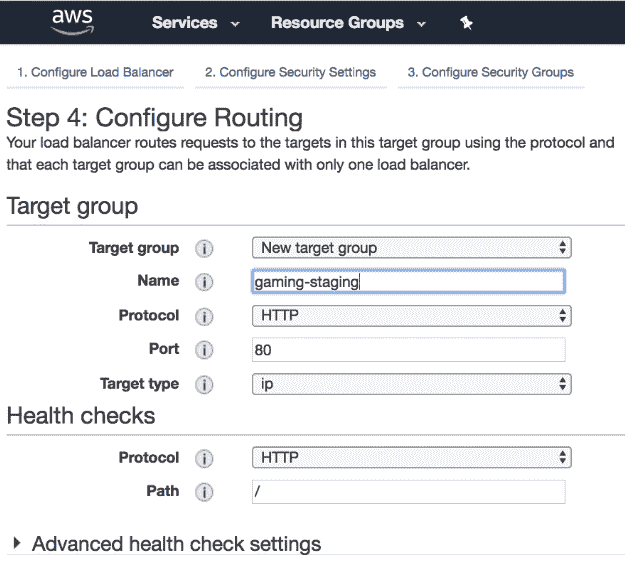 aws Services Resource Groups
1. Configure Load Balancer 2. Configure Security Settings 3. Configure Security Groups
Step 4: Configure Routing
Your load balancer routes requests to the targets in this target group using the protocol and
that each target group can be associated with only one load balancer.
Target group
Target group i New target group
Name i gaming-staging
Protocol i HTTP
Port i 80
Target type i ip
Health checks
Protocol i HTTP
Path i /
Advanced health check settings